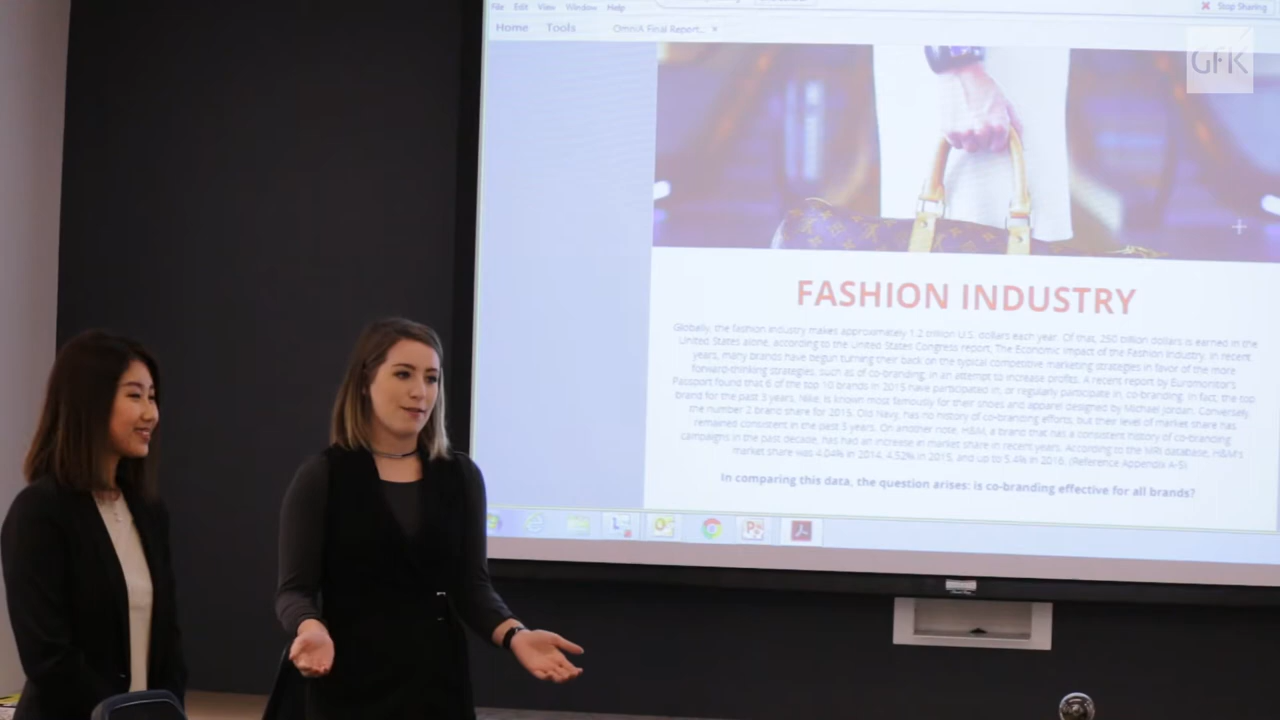 File Edit View Window Help
Stop Sharing
Home Tools OmniA Final Report...
GFK
FASHION INDUSTRY
Globally, the fashion industry makes approximately 1.2 trillion U.S. dollars each year. Of that, 250 billion dollars is earned in the
United States alone, according to the United States Congress report, The Economic Impact of the Fashion Industry. In recent
years, many brands have begun turning their back on the typical competitive marketing strategies in favor of the more
forward-thinking strategies, such as of co-branding, in an attempt to increase profits. A recent report by Euromonitor's
Passport found that 6 of the top 10 brands in 2015 have participated in, or regularly participate in, co-branding. In fact, the top
brand for the past 3 years, Nike, is known most famously for their shoes and apparel designed by Michael Jordan. Conversely,
the number 2 brand share for 2015, Old Navy, has no history of co-branding efforts, but their level of market share has
remained consistent in the past 5 years. On another note, H&M, a brand that has a consistent history of co-branding
campaigns in the past decade, has had an increase in market share in recent years. According to the MRI database, H&M's
market share was 4.04% in 2014, 4.52% in 2015, and up to 5.4% in 2016. (Reference Appendix A-5)
In comparing this data, the question arises: is co-branding effective for all brands?